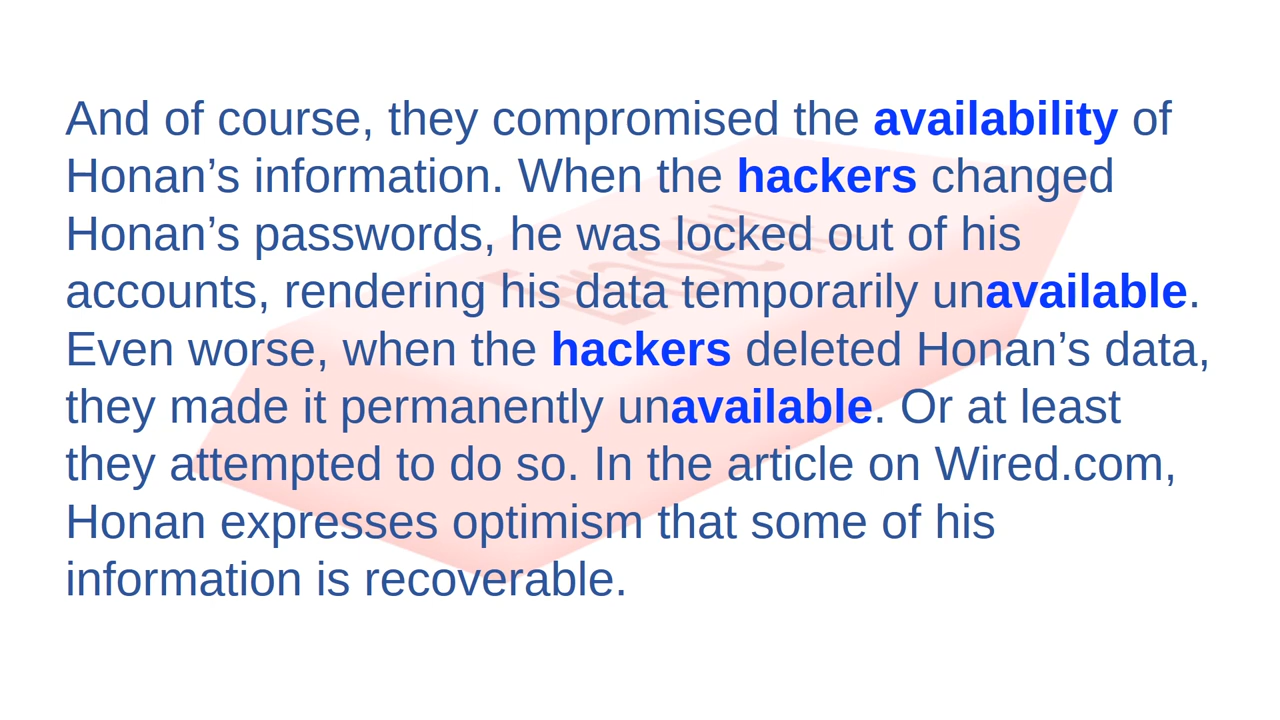 And of course, they compromised the availability of
Honan’s information. When the hackers changed
Honan’s passwords, he was locked out of his
accounts, rendering his data temporarily unavailable.
Even worse, when the hackers deleted Honan’s data,
they made it permanently unavailable. Or at least
they attempted to do so. In the article on Wired.com,
Honan expresses optimism that some of his
information is recoverable.